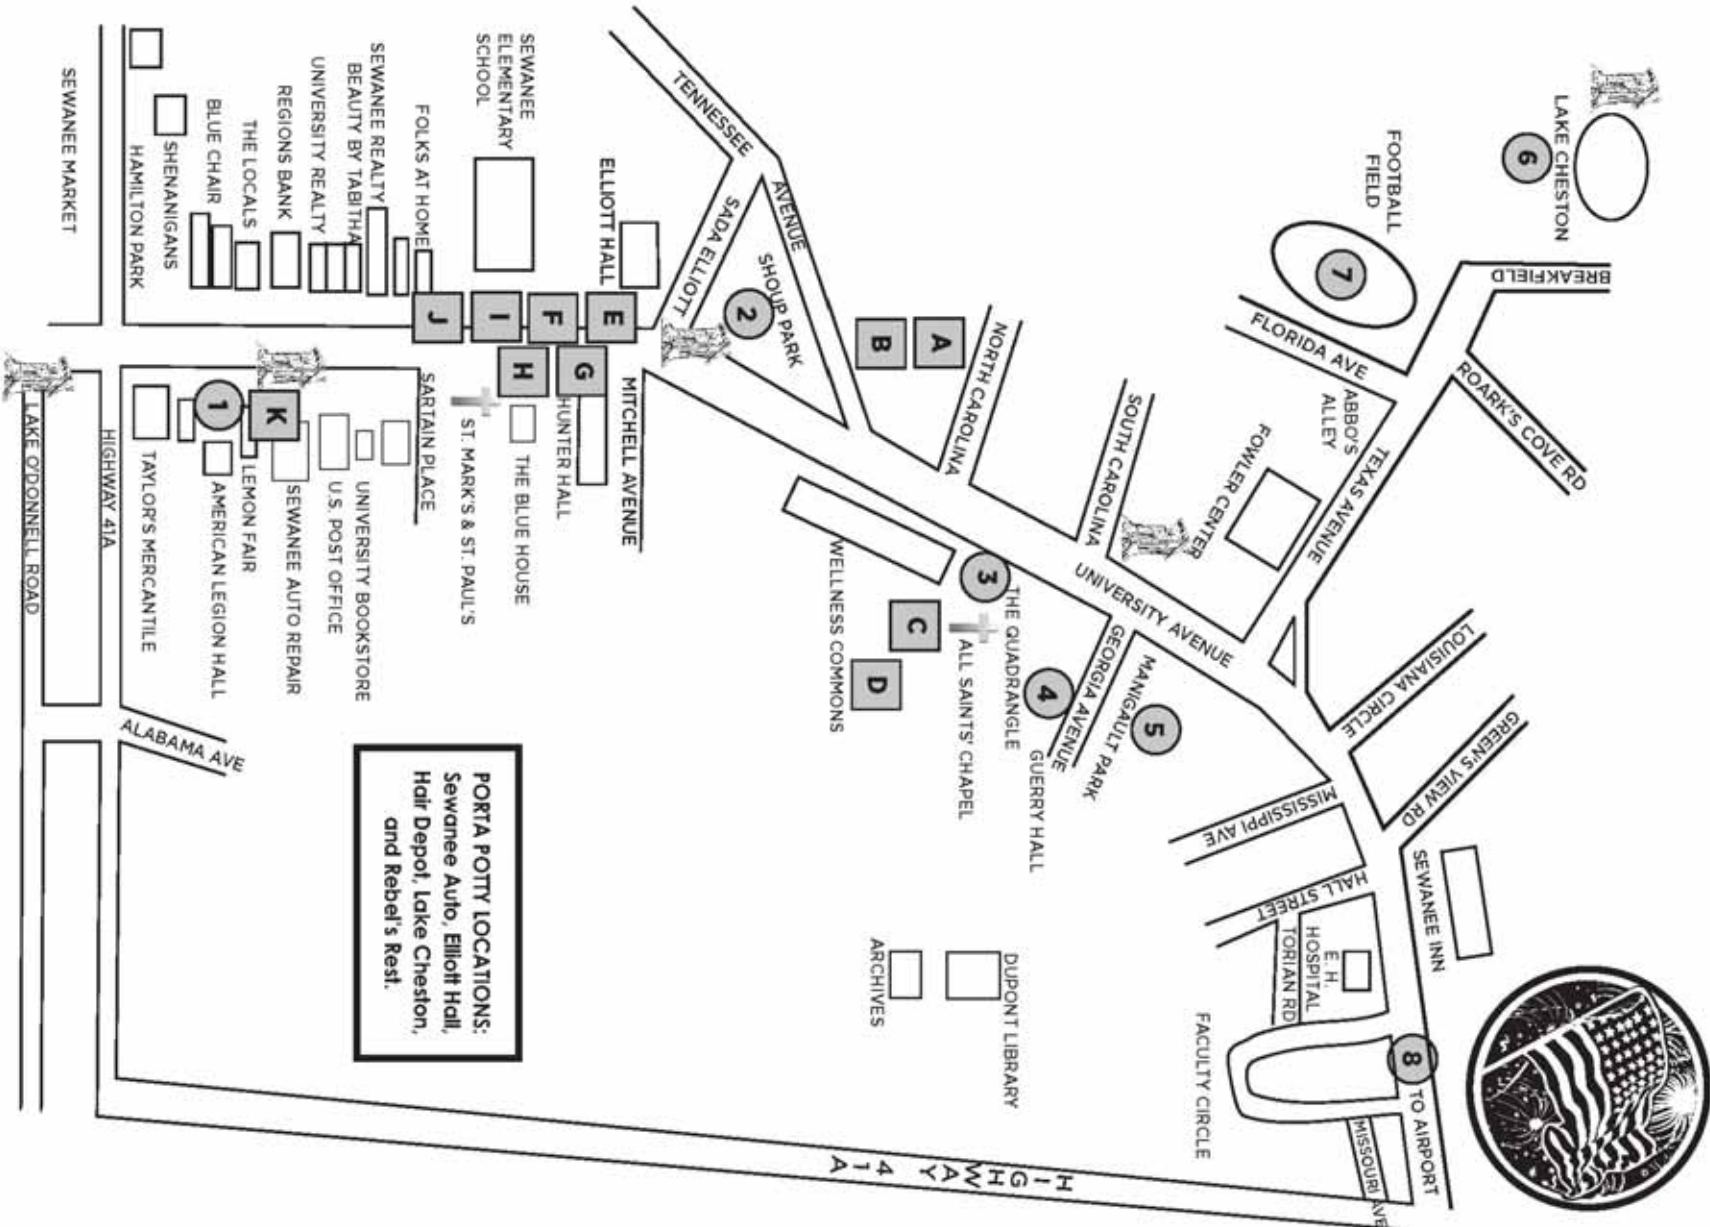 LAKE CHESTON
6
FOOTBALL
FIELD
7
BREAKFIELD
ROARK'S COVE RD
FLORIDA AVE
ABBO'S
ALLEY
TEXAS AVENUE
FOWLER CENTER
SOUTH CAROLINA
NORTH CAROLINA
A
B
TENNESSEE
AVENUE
SADA ELLIOTT
SHOUP PARK
2
ELLIOTT HALL
SEWANEE
ELEMENTARY
SCHOOL
FOLKS AT HOME
SEWANEE REALTY
BEAUTY BY TABITHA
UNIVERSITY REALTY
REGIONS BANK
THE LOCALS
BLUE CHAIR
SHENANIGANS
HAMILTON PARK
SEWANEE MARKET
E
F
I
J
G
H
K
1
MITCHELL AVENUE
HUNTER HALL
THE BLUE HOUSE
ST. MARK'S & ST. PAUL'S
SARTAIN PLACE
UNIVERSITY BOOKSTORE
U.S. POST OFFICE
SEWANEE AUTO REPAIR
LEMON FAIR
AMERICAN LEGION HALL
TAYLOR'S MERCANTILE
HIGHWAY 41A
LAKE O'DONNELL ROAD
ALABAMA AVE
UNIVERSITY AVENUE
3
THE QUADRANGLE
WELLNESS COMMONS
C
ALL SAINTS' CHAPEL
D
4
GEORGIA AVENUE
GUERRY HALL
MANIGAULT PARK
5
LOUISIANA CIRCLE
GREEN'S VIEW RD
MISSISSIPPI AVE
HALL STREET
SEWANEE INN
E. H.
HOSPITAL
TORIAN RD
FACULTY CIRCLE
8
TO AIRPORT
MISSOURI AVE
DUPONT LIBRARY
ARCHIVES
HIGHWAY 41A
PORTA POTTY LOCATIONS:
Sewanee Auto, Elliott Hall,
Hair Depot, Lake Cheston,
and Rebel's Rest.